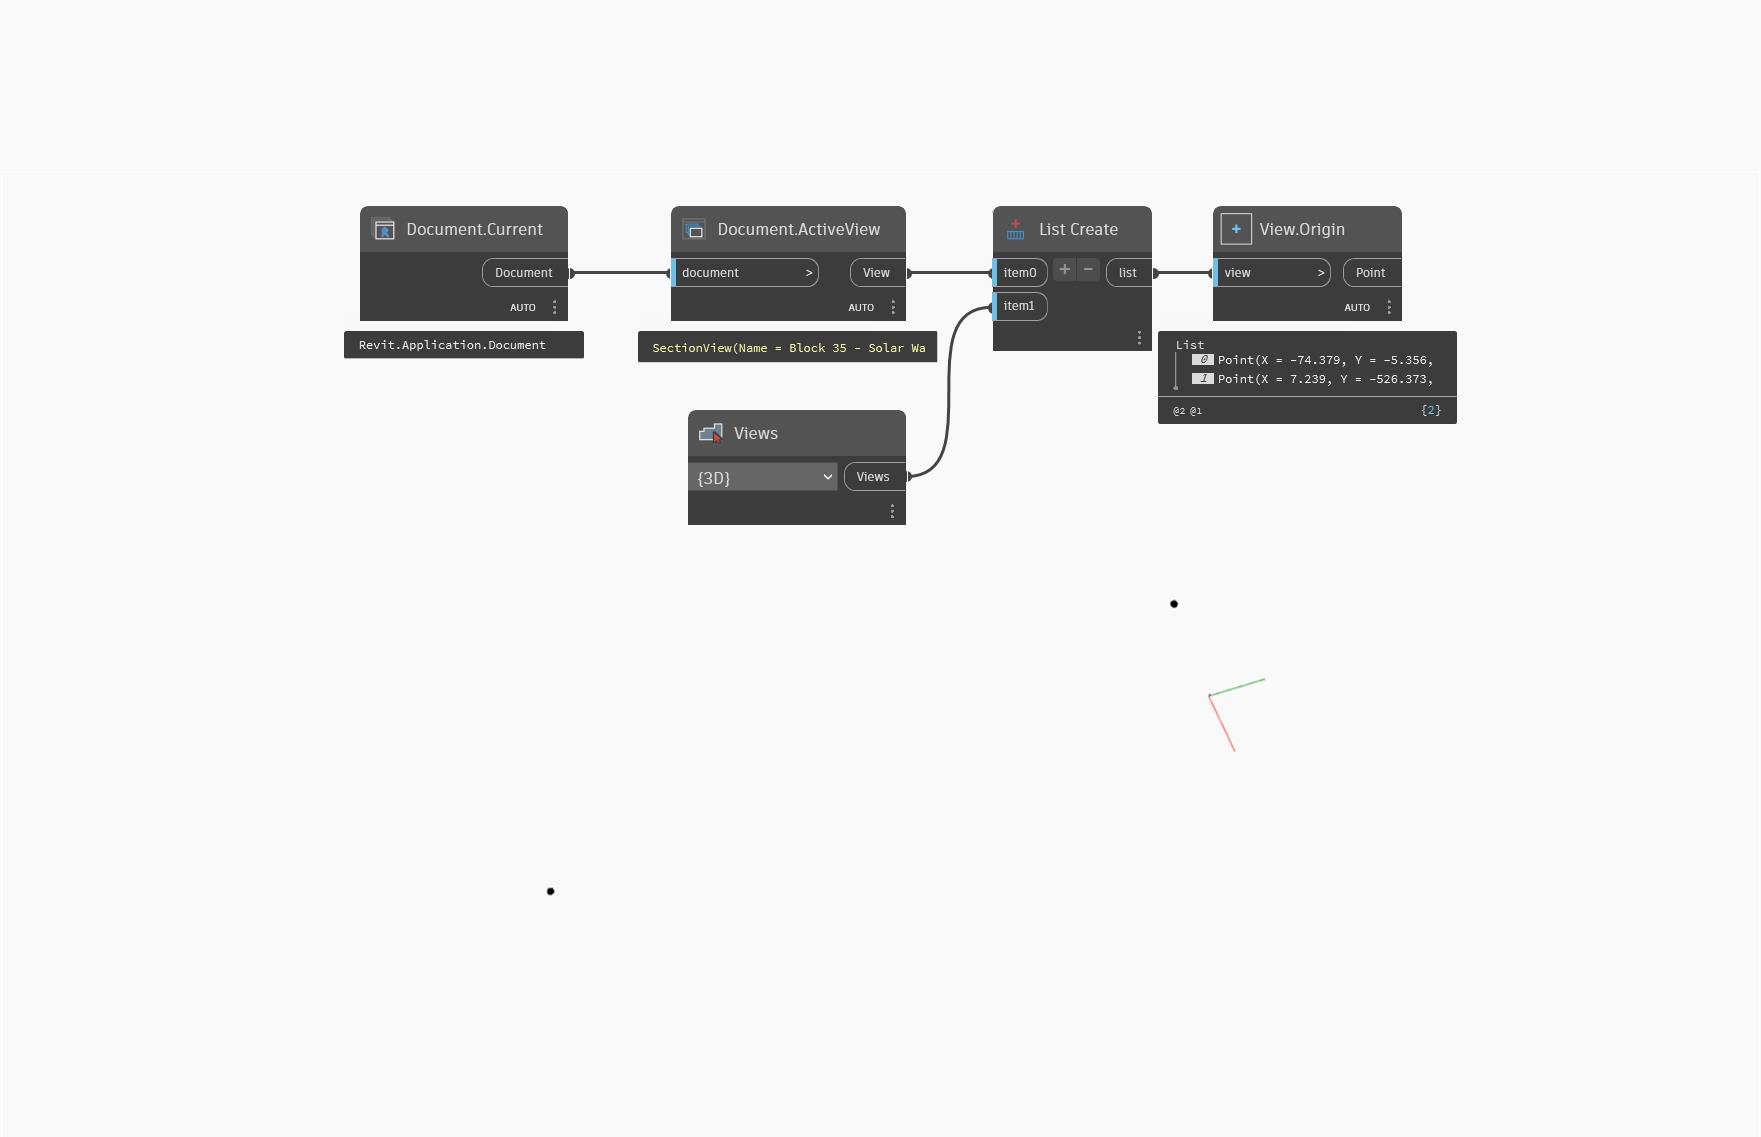 Document.Current
Document
AUTO
Revit.Application.Document
Document.ActiveView
document >
View
AUTO
SectionView(Name = Block 35 - Solar Wa
Views
{3D}
Views
List Create
item0
+ -
list
item1
View.Origin
view >
Point
AUTO
List
0 Point(X = -74.379, Y = -5.356,
1 Point(X = 7.239, Y = -526.373,
@2 @1 {2}